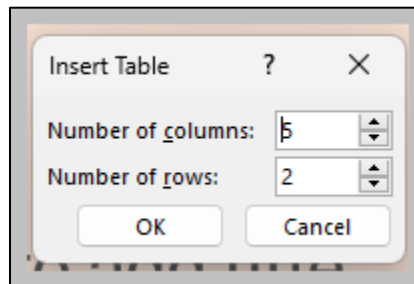 Insert Table ? ×
Number of columns: 5
Number of rows: 2
OK Cancel